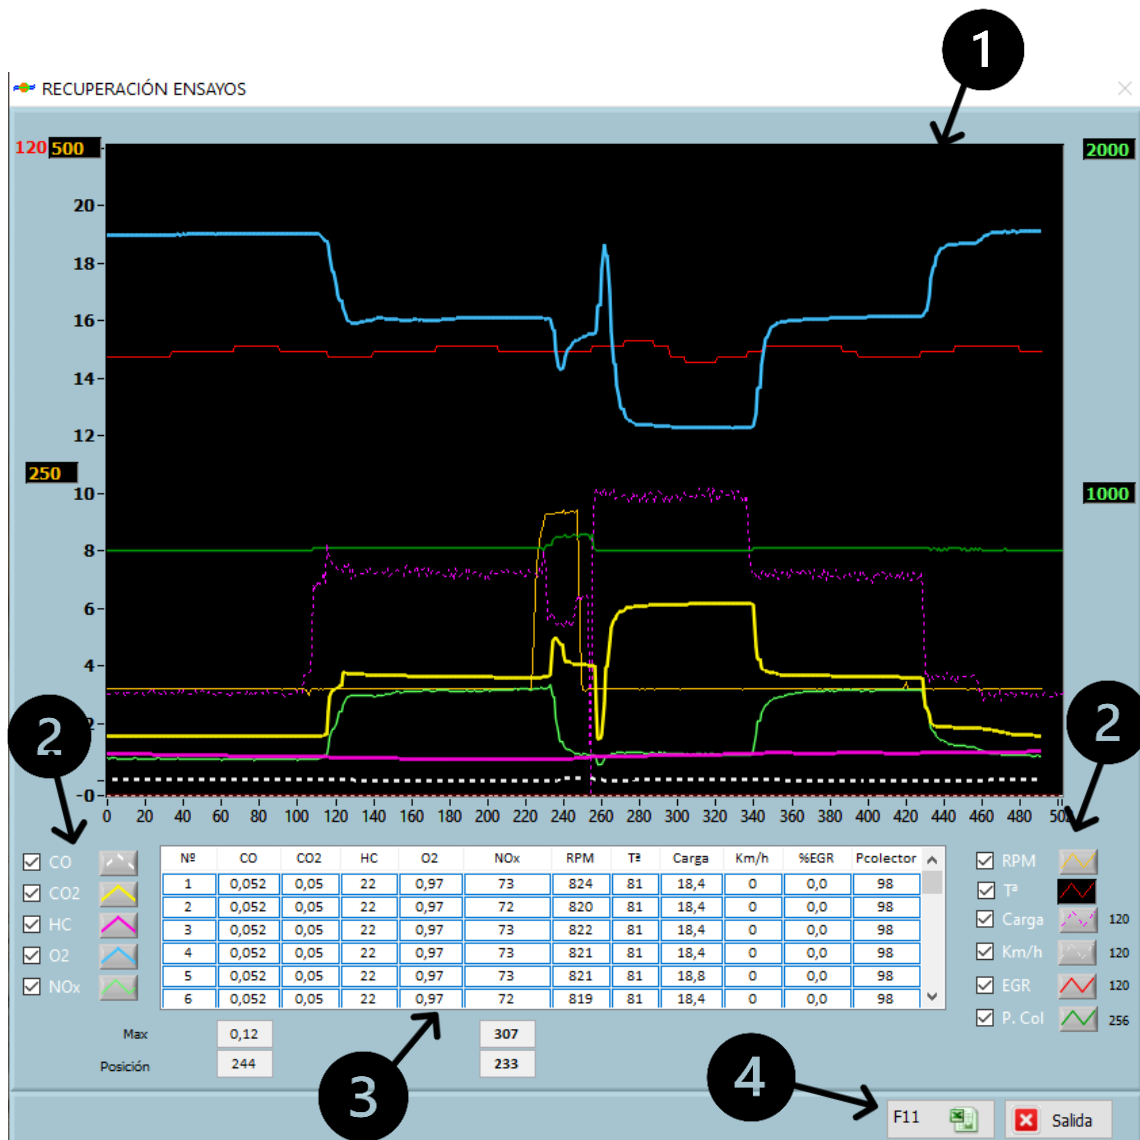 1
RECUPERACIÓN ENSAYOS
120 500 2000
20
18
16
14
12
250
10 1000
8
6
4
2 2 2
-0
0 20 40 60 80 100 120 140 160 180 200 220 240 260 280 300 320 340 360 380 400 420 440 460 480 502
CO
CO2
HC
O2
NOx
Nº CO CO2 HC O2 NOx RPM Tª Carga Km/h %EGR Pcolector
1 0,052 0,05 22 0,97 73 824 81 18,4 0 0,0 98
2 0,052 0,05 22 0,97 72 820 81 18,4 0 0,0 98
3 0,052 0,05 22 0,97 73 822 81 18,4 0 0,0 98
4 0,052 0,05 22 0,97 73 821 81 18,4 0 0,0 98
5 0,052 0,05 22 0,97 73 821 81 18,8 0 0,0 98
6 0,052 0,05 22 0,97 72 819 81 18,4 0 0,0 98
RPM
Tª
Carga 120
Km/h 120
EGR 120
P. Col 256
Max 0,12 307
Posición 244 233
3
4
F11 Salida